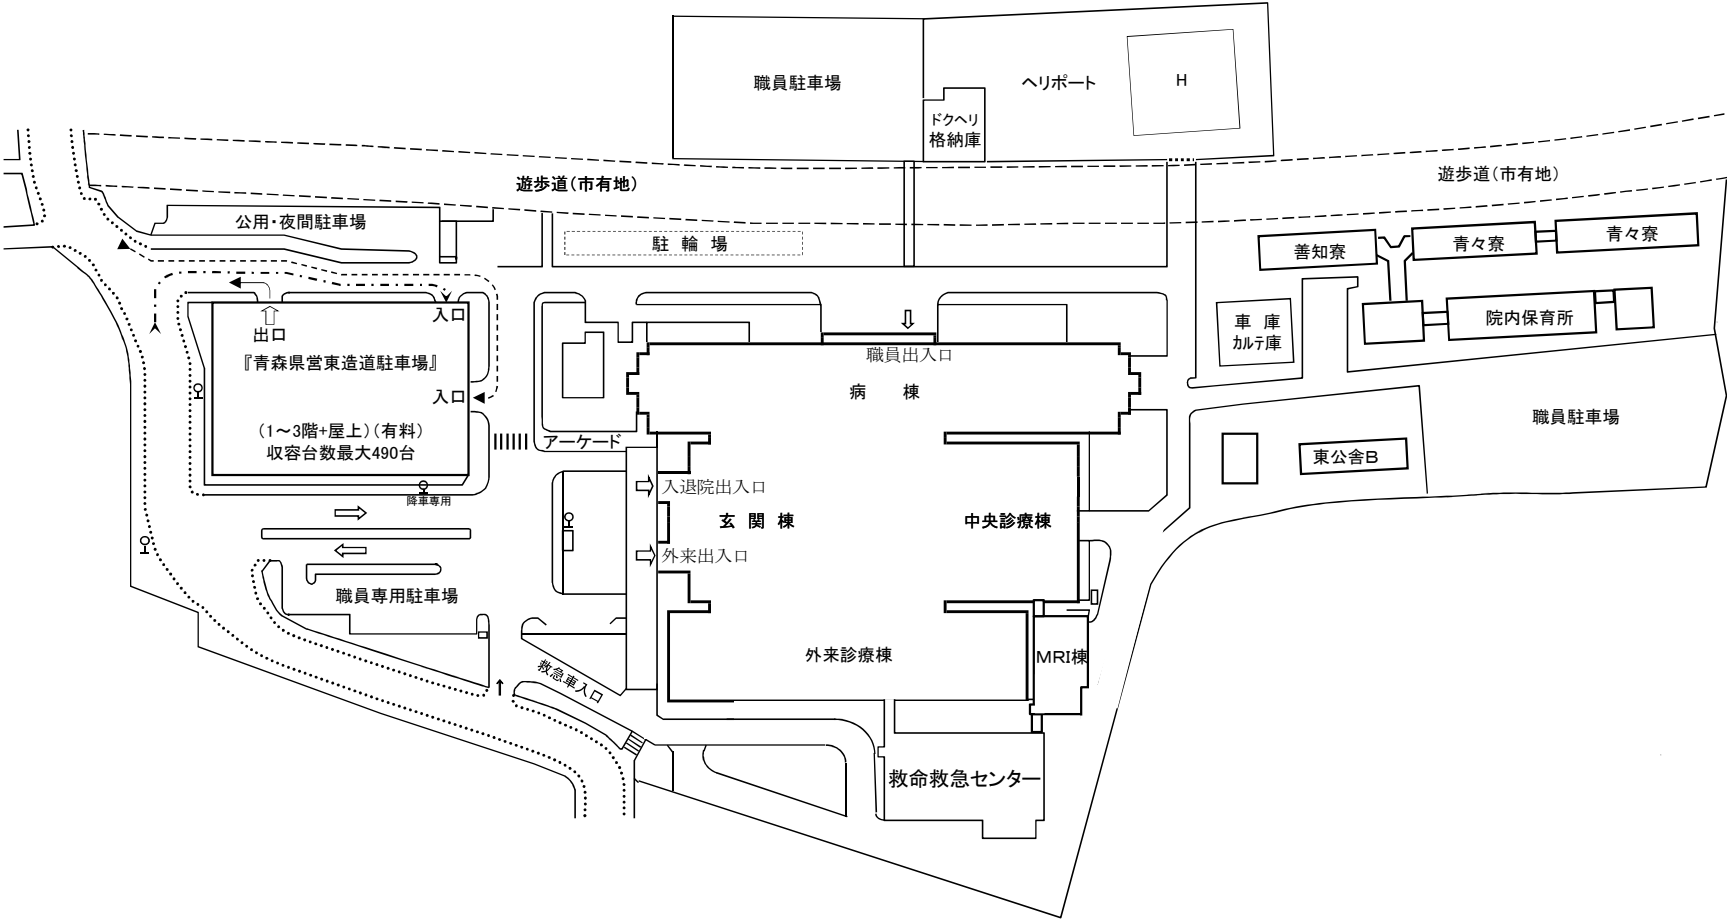 職員駐車場
ヘリポート
H
ドクヘリ
格納庫
遊歩道（市有地）
遊歩道（市有地）
公用・夜間駐車場
駐輪場
善知寮
青々寮
青々寮
入口
出口
『青森県営東造道駐車場』
入口
（1～3階+屋上）（有料）
収容台数最大490台
降車専用
アーケード
職員出入口
病棟
車庫
カルテ庫
院内保育所
職員駐車場
東公舎B
入退院出入口
玄関棟
中央診療棟
外来出入口
職員専用駐車場
外来診療棟
MRI棟
救急車入口
救命救急センター